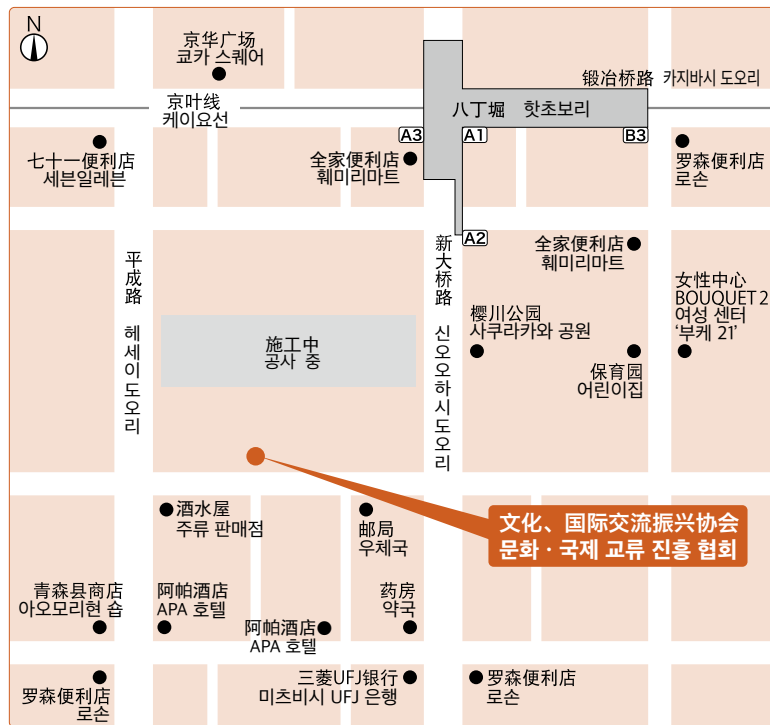 N
京华广场
쿄카 스퀘어
锻冶桥路 카지바시 도오리
京叶线
케이요선
八丁堀 핫초보리
A3
A1
B3
七十一便利店
세븐일레븐
全家便利店
훼미리마트
罗森便利店
로손
A2
全家便利店
훼미리마트
平成路 헤세이도오리
新大桥路 신오오하시도오리
女性中心
BOUQUET2
여성 센터
‘부케 21’
樱川公园
사쿠라카와 공원
施工中
공사 중
保育园
어린이집
文化、国际交流振兴协会
문화·국제 교류 진흥 협회
酒水屋
주류 판매점
邮局
우체국
青森县商店
아오모리현 숍
阿帕酒店
APA 호텔
阿帕酒店
APA 호텔
药房
약국
罗森便利店
로손
三菱UFJ银行
미츠비시 UFJ 은행
罗森便利店
로손